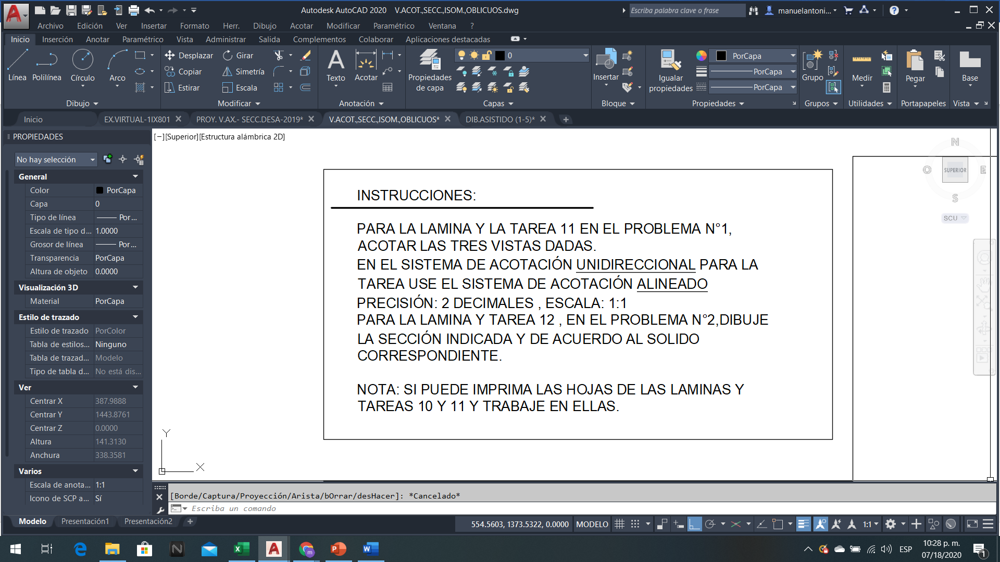 Autodesk AutoCAD 2020 V.ACOT.,SECC.,ISOM.,OBLICUOS.dwg
Escriba palabra clave o frase
manuelantoni...
Archivo Edición Ver Insertar Formato Herr. Dibujo Acotar Modificar Paramétrico Ventana ?
Inicio Inserción Anotar Paramétrico Vista Administrar Salida Complementos Colaborar Aplicaciones destacadas
Línea Polilínea Círculo Arco
Desplazar Girar
Copiar Simetría
Estirar Escala
Texto Acotar
Propiedades de capa
0
Insertar
Igualar propiedades
PorCapa
PorCapa
PorCapa
Grupo Medir Pegar Base
Dibujo Modificar Anotación Capas Bloque Propiedades Grupos Utilidades Portapapeles Vista
Inicio EX.VIRTUAL-1IX801 PROY. V.AX.- SECC.DESA-2019* V.ACOT.,SECC.,ISOM.,OBLICUOS* DIB.ASISTIDO (1-5)*
PROPIEDADES
No hay selección
General
Color PorCapa
Capa 0
Tipo de línea Por...
Escala de tipo d... 1.0000
Grosor de línea Por...
Transparencia PorCapa
Altura de objeto 0.0000
Visualización 3D
Material PorCapa
Estilo de trazado
Estilo de trazado PorColor
Tabla de estilos... Ninguno
Tabla de trazad... Modelo
Tipo de tabla d... No está dis...
Ver
Centrar X 387.9888
Centrar Y 1443.8761
Centrar Z 0.0000
Altura 141.3130
Anchura 338.3581
Varios
Escala de anota... 1:1
Icono de SCP a... Sí
[−][Superior][Estructura alámbrica 2D]
INSTRUCCIONES:
PARA LA LAMINA Y LA TAREA 11 EN EL PROBLEMA N°1,
ACOTAR LAS TRES VISTAS DADAS.
EN EL SISTEMA DE ACOTACIÓN UNIDIRECCIONAL PARA LA
TAREA USE EL SISTEMA DE ACOTACIÓN ALINEADO
PRECISIÓN: 2 DECIMALES , ESCALA: 1:1
PARA LA LAMINA Y TAREA 12 , EN EL PROBLEMA N°2,DIBUJE
LA SECCIÓN INDICADA Y DE ACUERDO AL SOLIDO
CORRESPONDIENTE.
NOTA: SI PUEDE IMPRIMA LAS HOJAS DE LAS LAMINAS Y
TAREAS 10 Y 11 Y TRABAJE EN ELLAS.
N
O SUPERIOR E
S
SCU
Y
X
[Borde/Captura/Proyección/Arista/bOrrar/desHacer]: *Cancelado*
Escriba un comando
Modelo Presentación1 Presentación2
554.5603, 1373.5322, 0.0000 MODELO 1:1
ESP
10:28 p. m.
07/18/2020
1